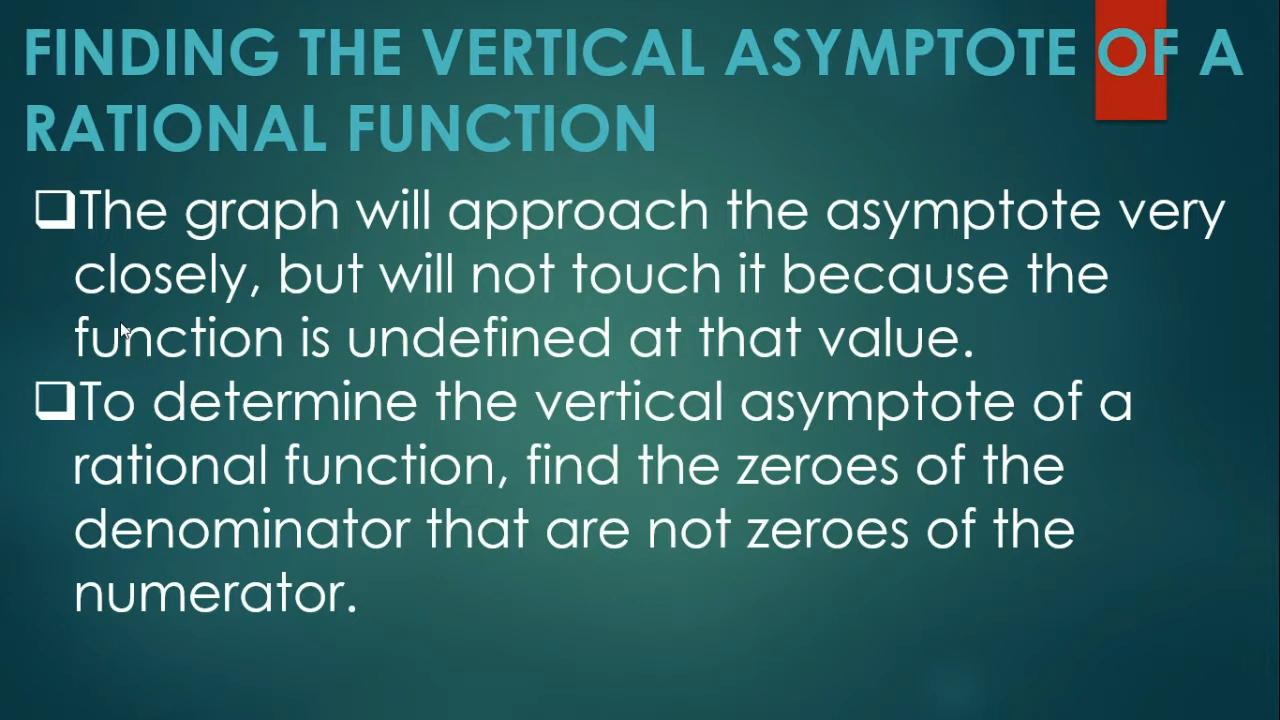 FINDING THE VERTICAL ASYMPTOTE OF A
RATIONAL FUNCTION
❑The graph will approach the asymptote very
closely, but will not touch it because the
function is undefined at that value.
❑To determine the vertical asymptote of a
rational function, find the zeroes of the
denominator that are not zeroes of the
numerator.